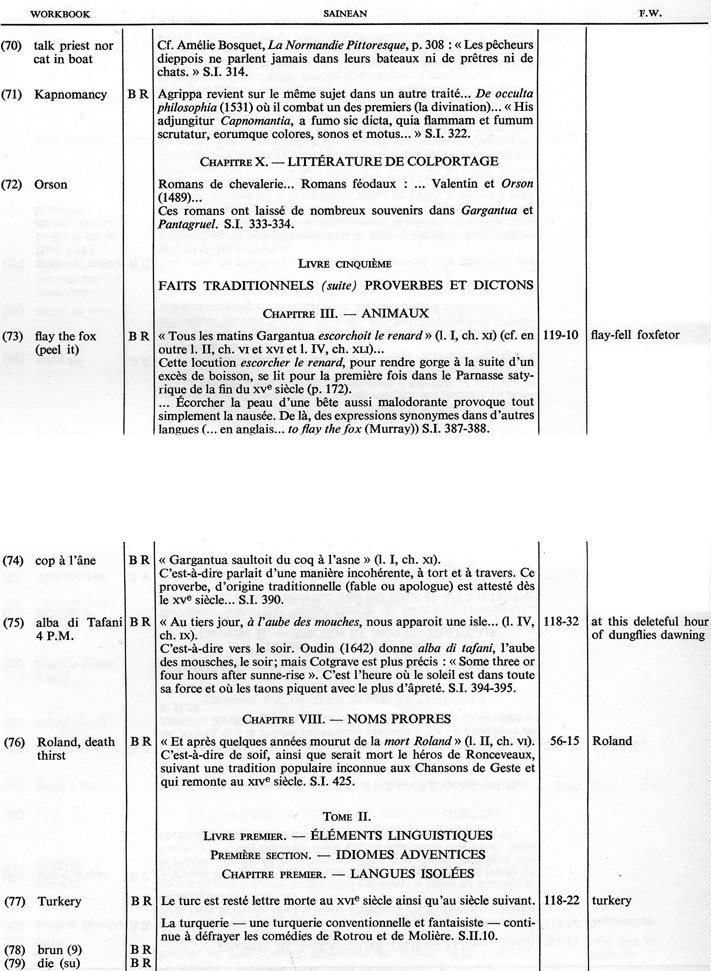 WORKBOOK SAINEAN F.W.
(70) talk priest nor Cf. Amélie Bosquet, La Normandie Pittoresque, p. 308 : « Les pêcheurs
cat in boat dieppois ne parlent jamais dans leurs bateaux ni de prêtres ni de
chats. » S.I. 314.
(71) Kapnomancy B R Agrippa revient sur le même sujet dans un autre traité... De occulta
philosophia (1531) où il combat un des premiers (la divination)... « His
adjungitur Capnomantia, a fumo sic dicta, quia flammam et fumum
scrutatur, eorumque colores, sonos et motus... » S.I. 322.
CHAPITRE X. — LITTÉRATURE DE COLPORTAGE
(72) Orson Romans de chevalerie... Romans féodaux : ... Valentin et Orson
(1489)...
Ces romans ont laissé de nombreux souvenirs dans Gargantua et
Pantagruel. S.I. 333-334.
LIVRE CINQUIÈME
FAITS TRADITIONNELS (suite) PROVERBES ET DICTONS
CHAPITRE III. — ANIMAUX
(73) flay the fox B R « Tous les matins Gargantua escorchoit le renard » (l. I, ch. XI) (cf. en 119-10 flay-fell foxfetor
(peel it) outre l. II, ch. VI et XVI et l. IV, ch. XLI)...
Cette locution escorcher le renard, pour rendre gorge à la suite d'un
excès de boisson, se lit pour la première fois dans le Parnasse saty-
rique de la fin du XVe siècle (p. 172).
... Écorcher la peau d'une bête aussi malodorante provoque tout
simplement la nausée. De là, des expressions synonymes dans d'autres
langues (... en anglais... to flay the fox (Murray)) S.I. 387-388.
(74) cop à l'âne B R « Gargantua saultoit du coq à l'asne » (l. I, ch. XI).
C'est-à-dire parlait d'une manière incohérente, à tort et à travers. Ce
proverbe, d'origine traditionnelle (fable ou apologue) est attesté dès
le XVe siècle... S.I. 390.
(75) alba di Tafani B R « Au tiers jour, à l'aube des mouches, nous apparoit une isle... (l. IV, 118-32 at this deleteful hour
4 P.M. ch. IX). of dungflies dawning
C'est-à-dire vers le soir. Oudin (1642) donne alba di tafani, l'aube
des mousches, le soir; mais Cotgrave est plus précis : « Some three or
four hours after sunne-rise ». C'est l'heure où le soleil est dans toute
sa force et où les taons piquent avec le plus d'âpreté. S.I. 394-395.
CHAPITRE VIII. — NOMS PROPRES
(76) Roland, death B R « Et après quelques années mourut de la mort Roland » (l. II, ch. VI). 56-15 Roland
thirst C'est-à-dire de soif, ainsi que serait mort le héros de Ronceveaux,
suivant une tradition populaire inconnue aux Chansons de Geste et
qui remonte au XIVe siècle. S.I. 425.
TOME II.
LIVRE PREMIER. — ÉLÉMENTS LINGUISTIQUES
PREMIÈRE SECTION. — IDIOMES ADVENTICES
CHAPITRE PREMIER. — LANGUES ISOLÉES
(77) Turkery B R Le turc est resté lettre morte au XVIe siècle ainsi qu'au siècle suivant. 118-22 turkery
La turquerie — une turquerie conventionnelle et fantaisiste — conti-
nue à défrayer les comédies de Rotrou et de Molière. S.II.10.
(78) brun (9) B R
(79) die (su) B R